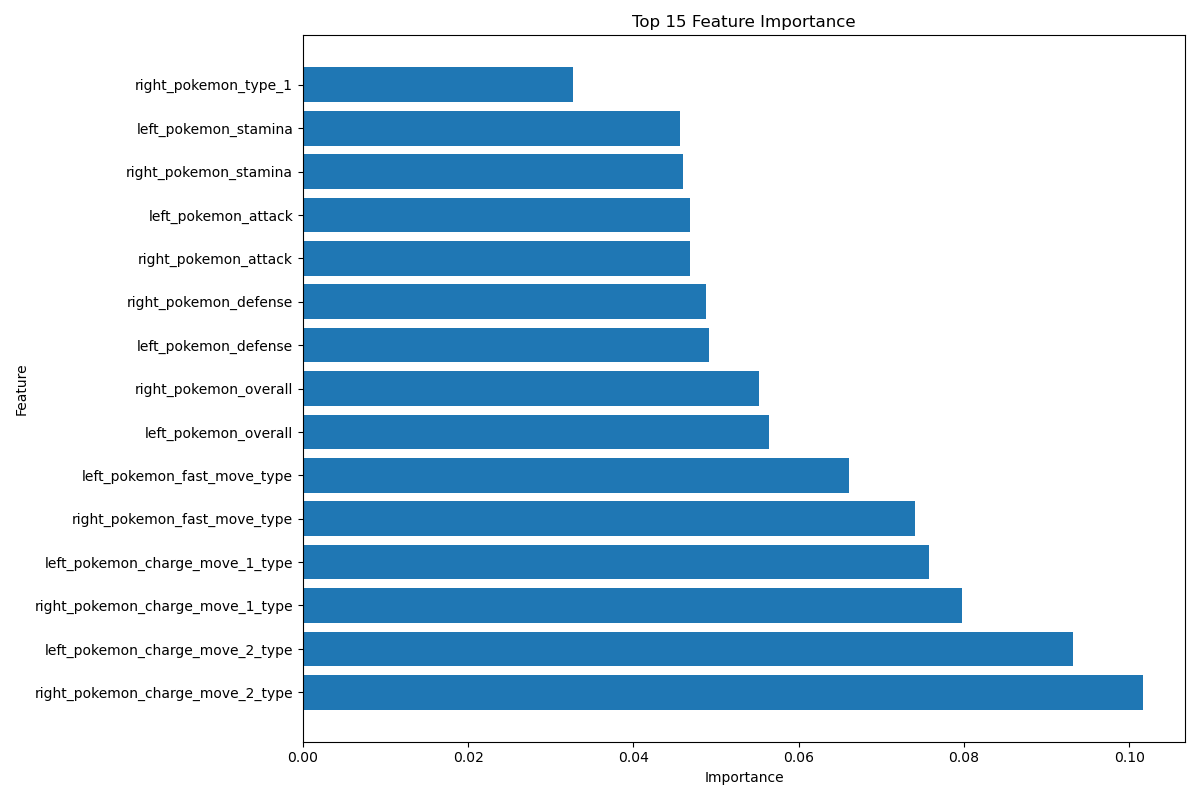 Top 15 Feature Importance
Feature
right_pokemon_type_1
left_pokemon_stamina
right_pokemon_stamina
left_pokemon_attack
right_pokemon_attack
right_pokemon_defense
left_pokemon_defense
right_pokemon_overall
left_pokemon_overall
left_pokemon_fast_move_type
right_pokemon_fast_move_type
left_pokemon_charge_move_1_type
right_pokemon_charge_move_1_type
left_pokemon_charge_move_2_type
right_pokemon_charge_move_2_type
0.00 0.02 0.04 0.06 0.08 0.10
Importance